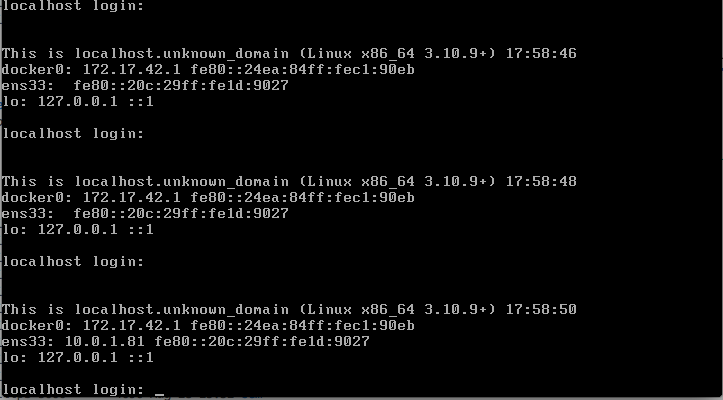 localhost login:
This is localhost.unknown_domain (Linux x86_64 3.10.9+) 17:58:46
docker0: 172.17.42.1 fe80::24ea:84ff:fec1:90eb
ens33:  fe80::20c:29ff:fe1d:9027
lo: 127.0.0.1 ::1
localhost login:
This is localhost.unknown_domain (Linux x86_64 3.10.9+) 17:58:48
docker0: 172.17.42.1 fe80::24ea:84ff:fec1:90eb
ens33:  fe80::20c:29ff:fe1d:9027
lo: 127.0.0.1 ::1
localhost login:
This is localhost.unknown_domain (Linux x86_64 3.10.9+) 17:58:50
docker0: 172.17.42.1 fe80::24ea:84ff:fec1:90eb
ens33: 10.0.1.81 fe80::20c:29ff:fe1d:9027
lo: 127.0.0.1 ::1
localhost login: _